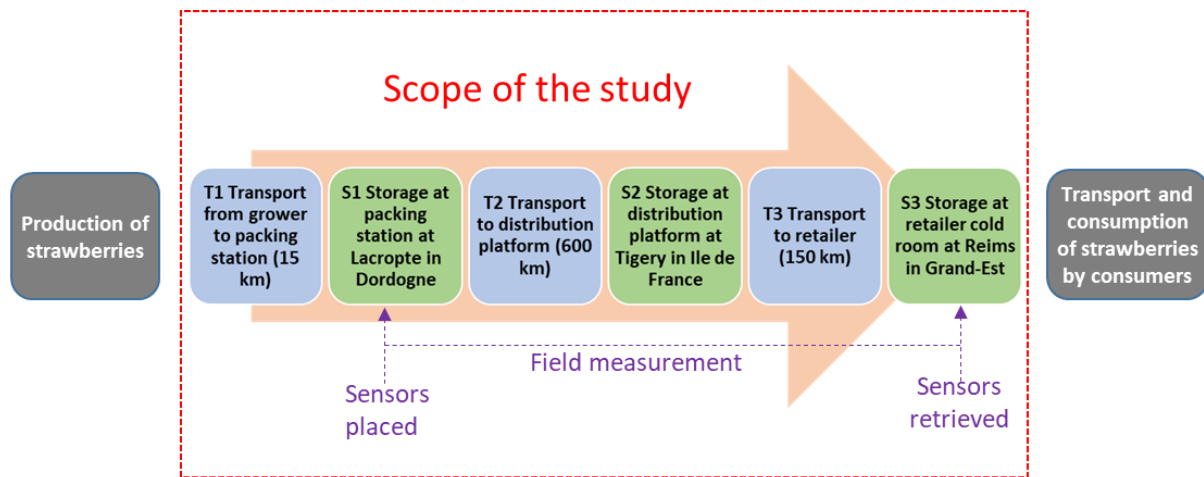 Scope of the study
Production of
strawberries
T1 Transport
from grower
to packing
station (15
km)
S1 Storage at
packing
station at
Lacropte in
Dordogne
T2 Transport
to distribution
platform (600
km)
S2 Storage at
distribution
platform at
Tigery in Ile de
France
T3 Transport
to retailer
(150 km)
S3 Storage at
retailer cold
room at Reims
in Grand-Est
Transport and
consumption
of strawberries
by consumers
Field measurement
Sensors
placed
Sensors
retrieved